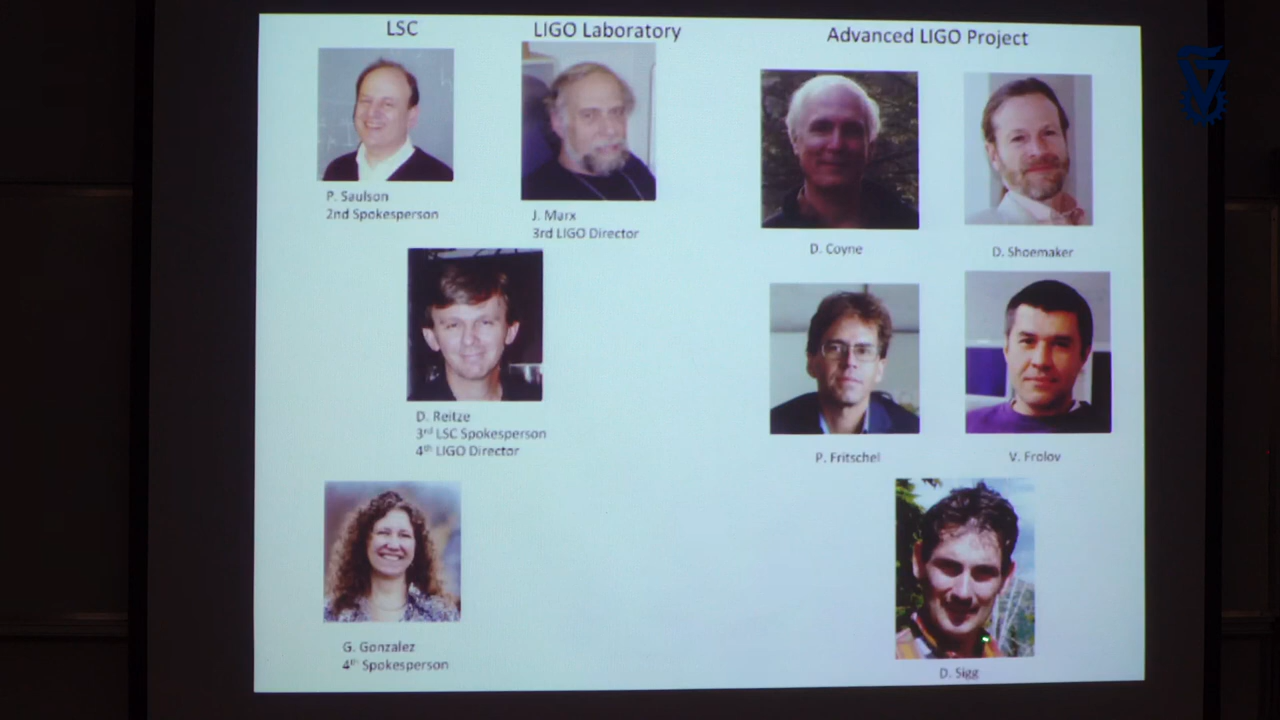 LSC
LIGO Laboratory
Advanced LIGO Project
P. Saulson
2nd Spokesperson
J. Marx
3rd LIGO Director
D. Coyne
D. Shoemaker
D. Reitze
3rd LSC Spokesperson
4th LIGO Director
P. Fritschel
V. Frolov
G. Gonzalez
4th Spokesperson
D. Sigg